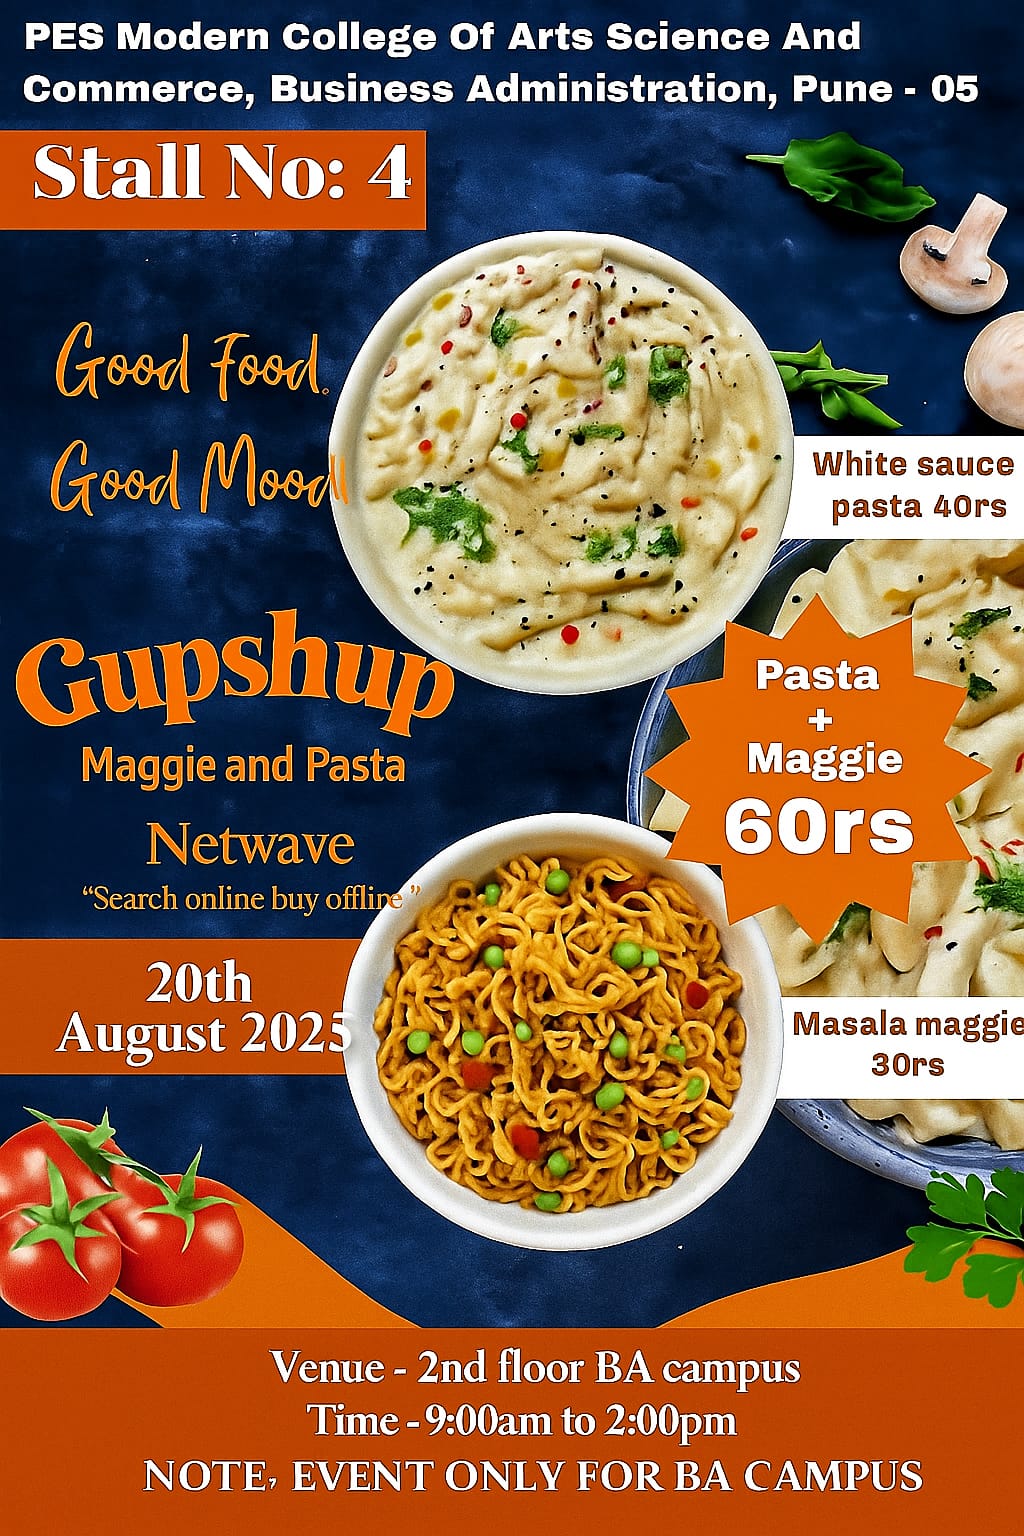 PES Modern College Of Arts Science And
Commerce, Business Administration, Pune - 05
Stall No: 4
Good Food.
Good Mood!
White sauce
pasta 40rs
Gupshup
Maggie and Pasta
Pasta
+
Maggie
60rs
Netwave
“Search online buy offline”
20th
August 2025
Masala maggie
30rs
Venue - 2nd floor BA campus
Time - 9:00am to 2:00pm
NOTE, EVENT ONLY FOR BA CAMPUS